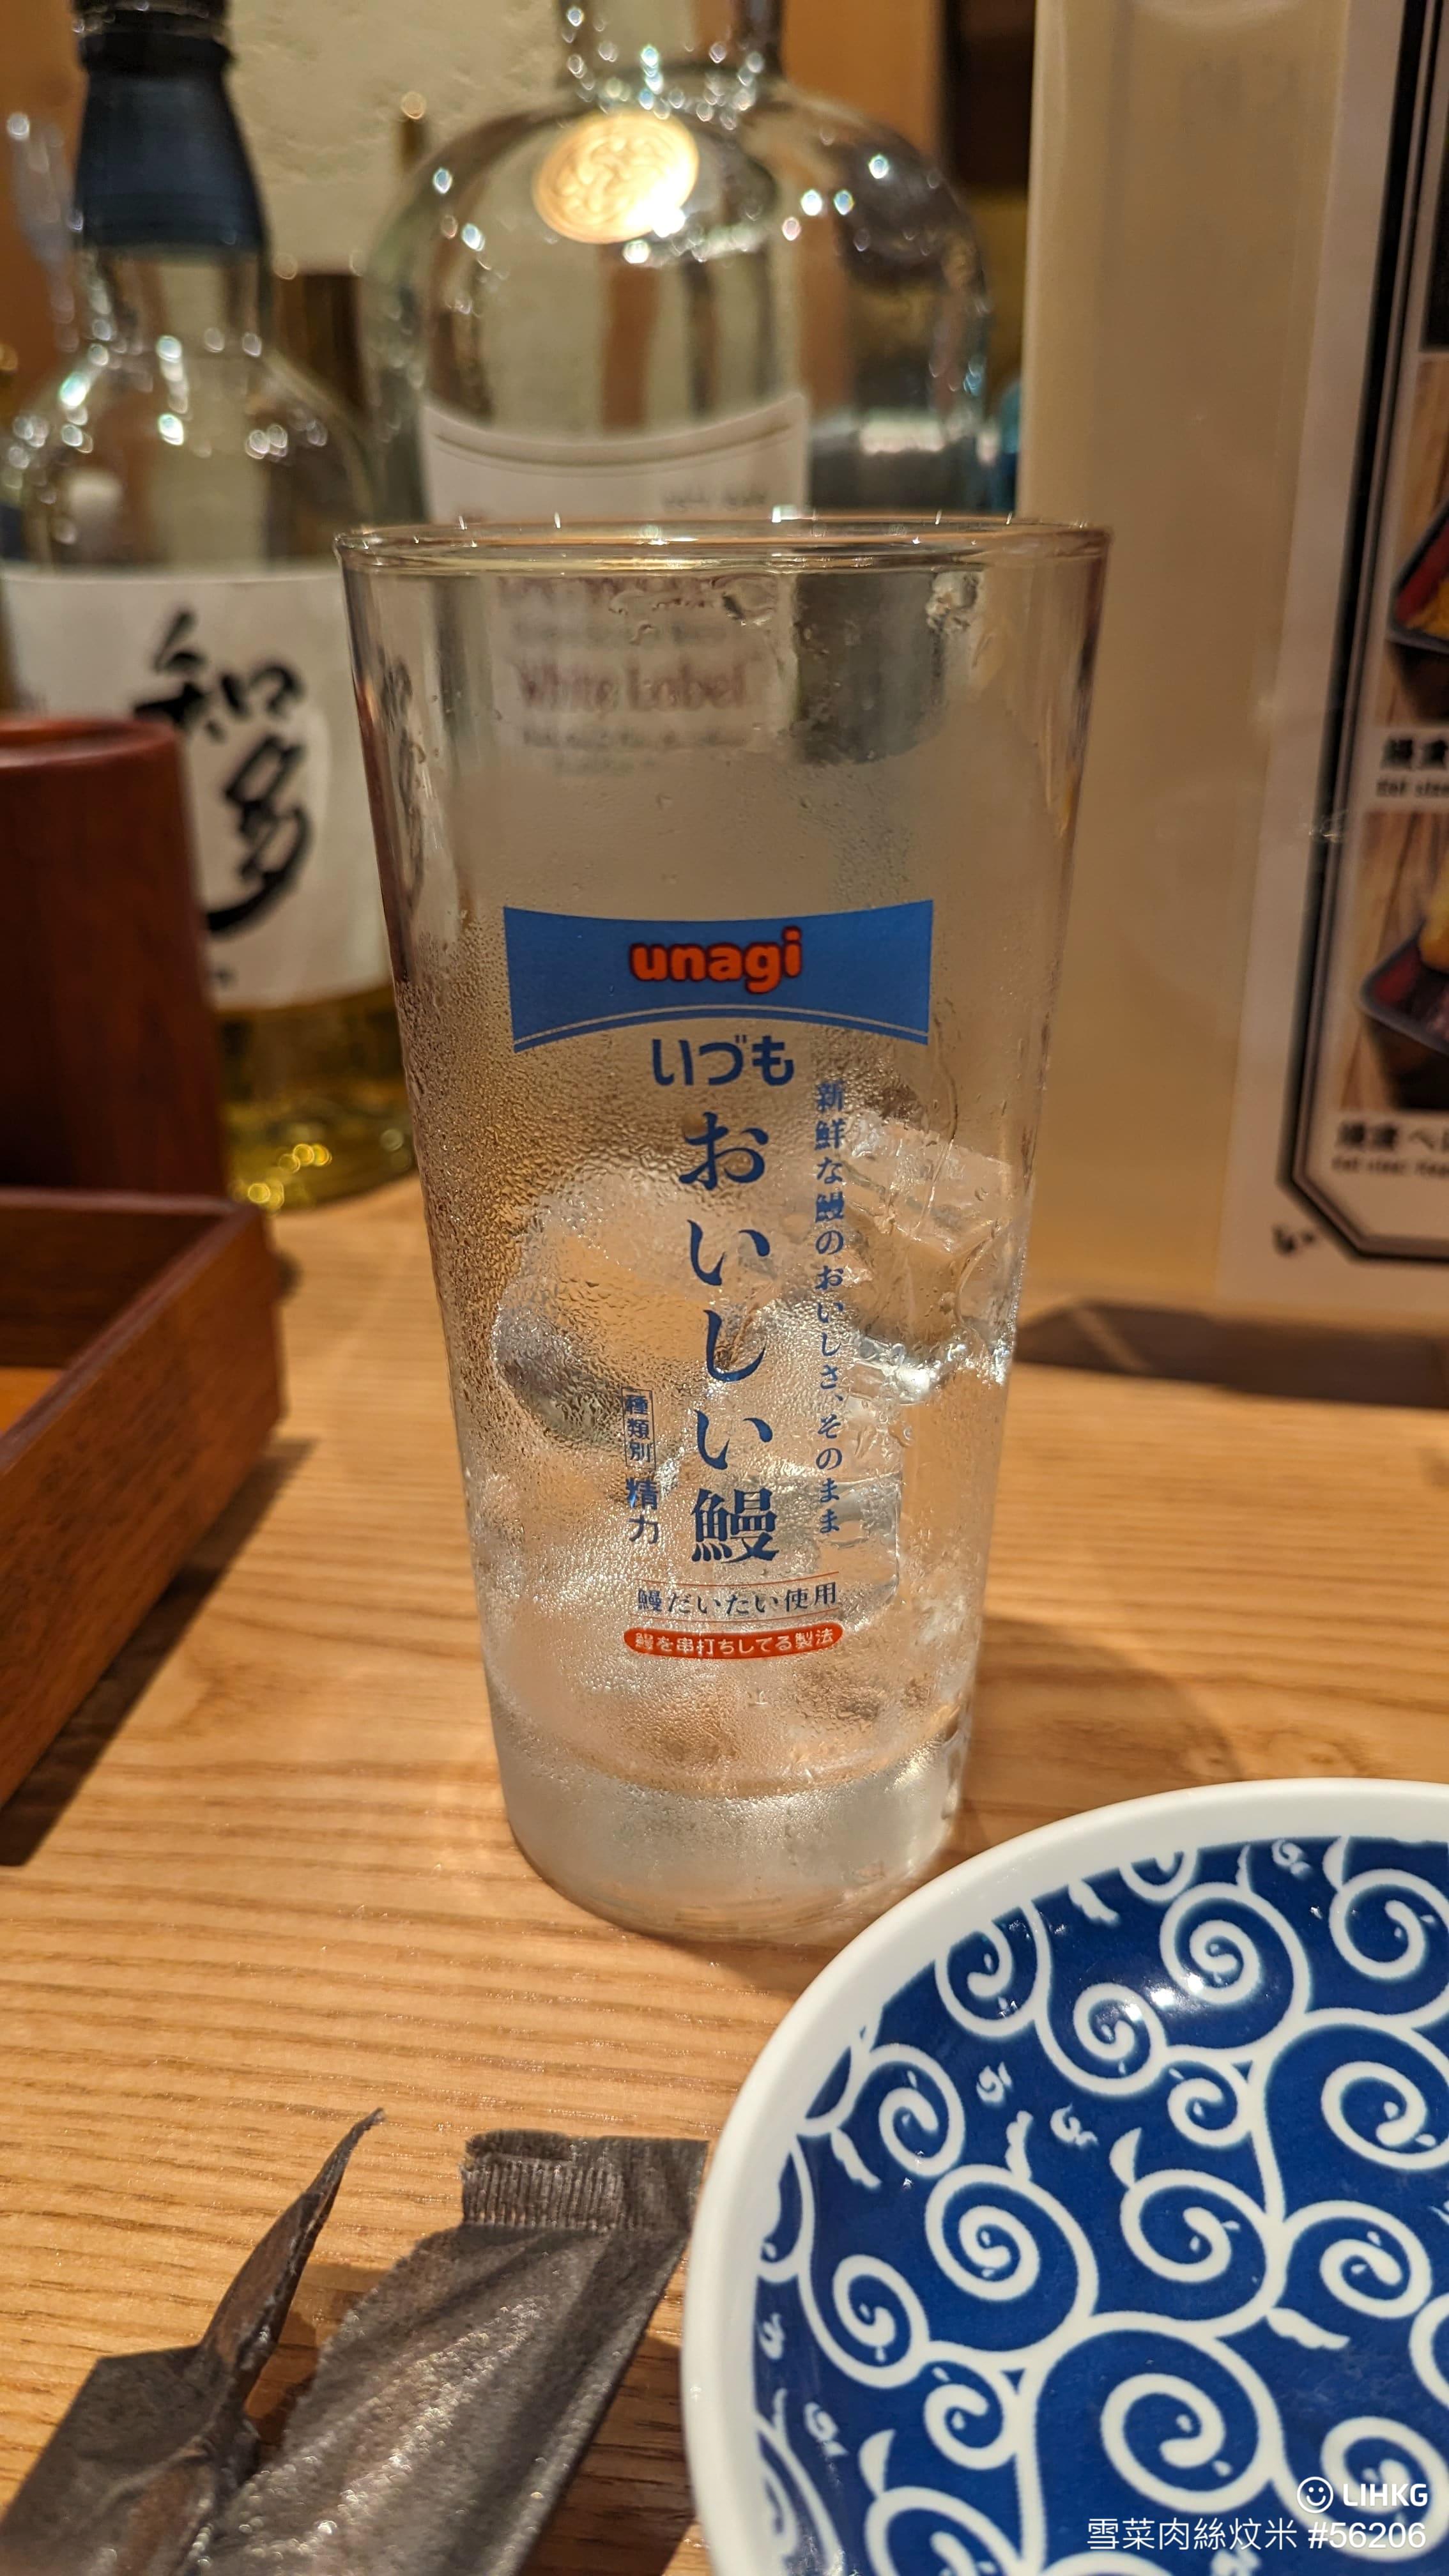 知多
White Label
unagi
いづも
新鮮な鰻のおいしさ、そのまま
おいしい鰻
種類別
精力
鰻だいたい使用
鰻を串打ちしてる製法
LIHKG
雪菜肉絲炆米 #56206